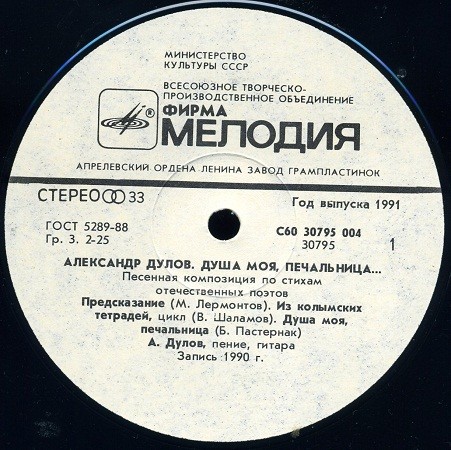 МИНИСТЕРСТВО
КУЛЬТУРЫ СССР
ВСЕСОЮЗНОЕ ТВОРЧЕСКО-
ПРОИЗВОДСТВЕННОЕ ОБЪЕДИНЕНИЕ
® ФИРМА
МЕЛОДИЯ
АПРЕЛЕВСКИЙ ОРДЕНА ЛЕНИНА ЗАВОД ГРАМПЛАСТИНОК
СТЕРЕО 33
Год выпуска 1991
ГОСТ 5289-88
Гр. 3. 2-25
С60 30795 004
30795
1
АЛЕКСАНДР ДУЛОВ. ДУША МОЯ, ПЕЧАЛЬНИЦА...
Песенная композиция по стихам
отечественных поэтов
Предсказание (М. Лермонтов). Из колымских
тетрадей, цикл (В. Шаламов). Душа моя,
печальница (Б. Пастернак)
А. Дулов, пение, гитара
Запись 1990 г.